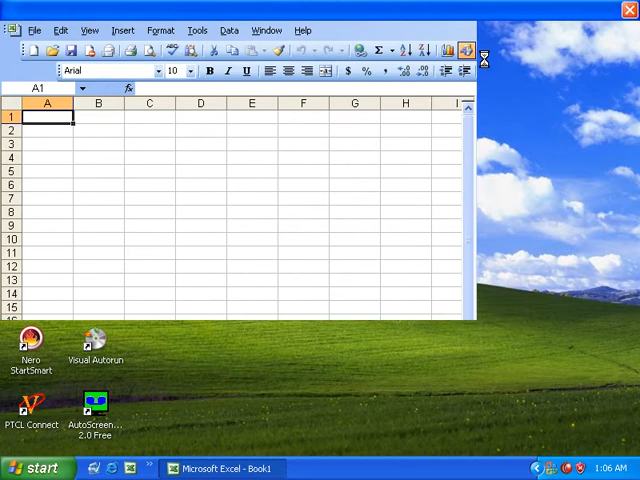 File Edit View Insert Format Tools Data Window Help
Arial 10 B I U $ % ,
A1 fx
A B C D E F G H I
1
2
3
4
5
6
7
8
9
10
11
12
13
14
15
Nero StartSmart
Visual Autorun
PTCL Connect
AutoScreen... 2.0 Free
start
Microsoft Excel - Book1
1:06 AM